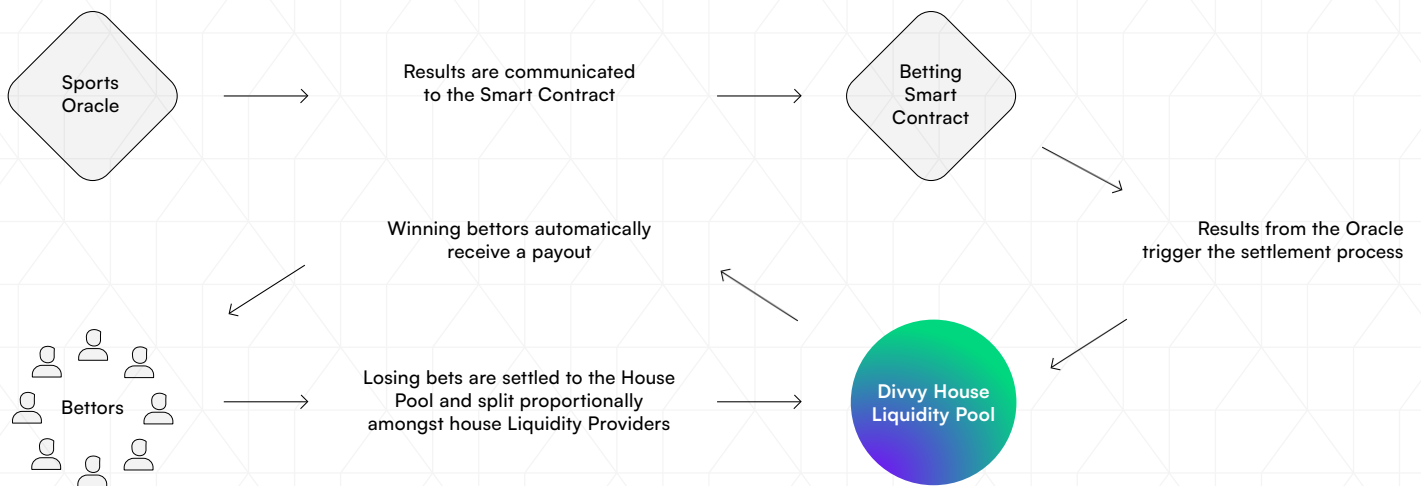 Sports
Oracle
Results are communicated
to the Smart Contract
Betting
Smart
Contract
Winning bettors automatically
receive a payout
Results from the Oracle
trigger the settlement process
Bettors
Losing bets are settled to the House
Pool and split proportionally
amongst house Liquidity Providers
Divvy House
Liquidity Pool